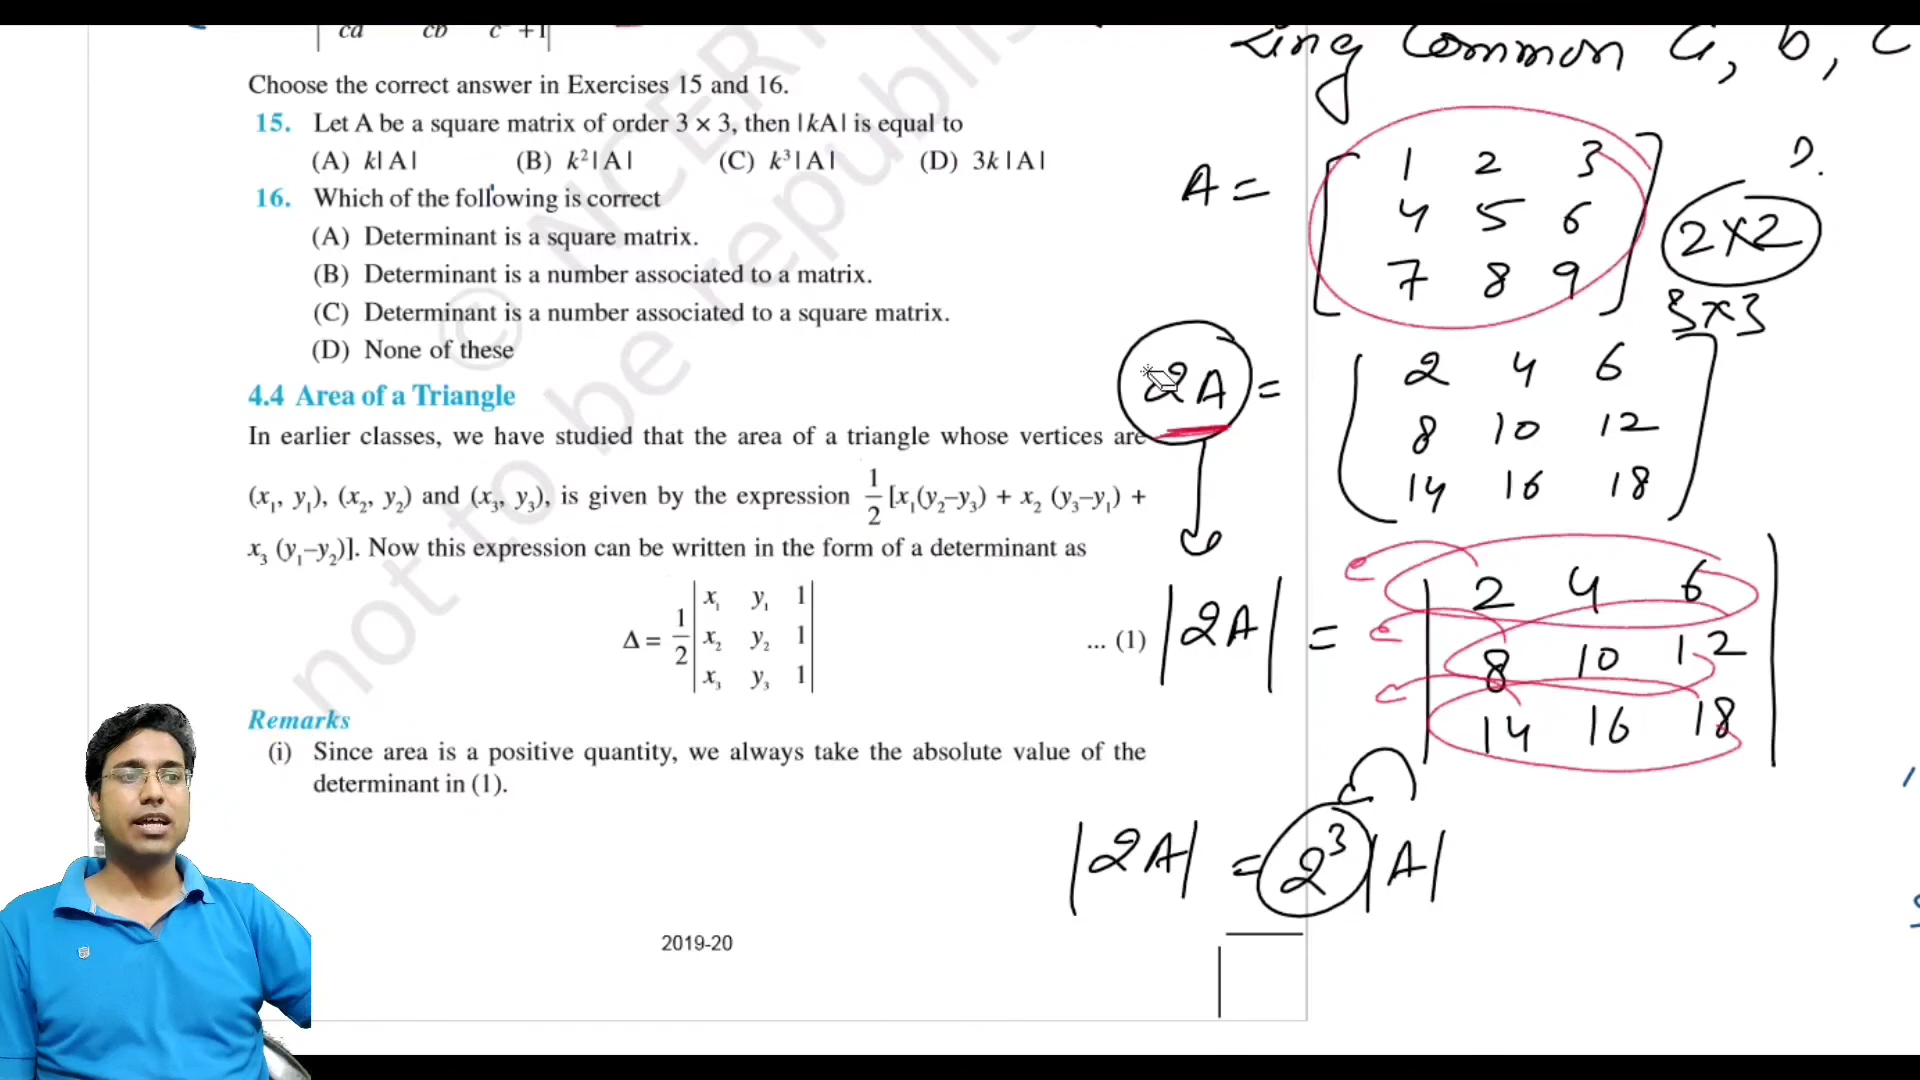 ca cb c² +1
Choose the correct answer in Exercises 15 and 16.
15. Let A be a square matrix of order 3 × 3, then |kA| is equal to
(A) k|A| (B) k²|A| (C) k³|A| (D) 3k|A|
16. Which of the following is correct
(A) Determinant is a square matrix.
(B) Determinant is a number associated to a matrix.
(C) Determinant is a number associated to a square matrix.
(D) None of these
4.4 Area of a Triangle
In earlier classes, we have studied that the area of a triangle whose vertices are
(x₁, y₁), (x₂, y₂) and (x₃, y₃), is given by the expression 1/2 [x₁(y₂–y₃) + x₂ (y₃–y₁) +
x₃ (y₁–y₂)]. Now this expression can be written in the form of a determinant as
Δ = 1/2 | x₁ y₁ 1
x₂ y₂ 1
x₃ y₃ 1 | ... (1)
Remarks
(i) Since area is a positive quantity, we always take the absolute value of the
determinant in (1).
2019-20
© NCER
not to be republis
Common a, b, c
A = [ 1 2 3
4 5 6
7 8 9 ]
2×2
3×3
2A = [ 2 4 6
8 10 12
14 16 18 ]
|2A| = | 2 4 6
8 10 12
14 16 18 |
|2A| = 2³ |A|